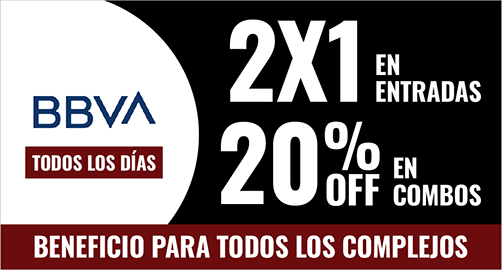 BBVA
TODOS LOS DÍAS
2X1 EN ENTRADAS
20% OFF EN COMBOS
BENEFICIO PARA TODOS LOS COMPLEJOS